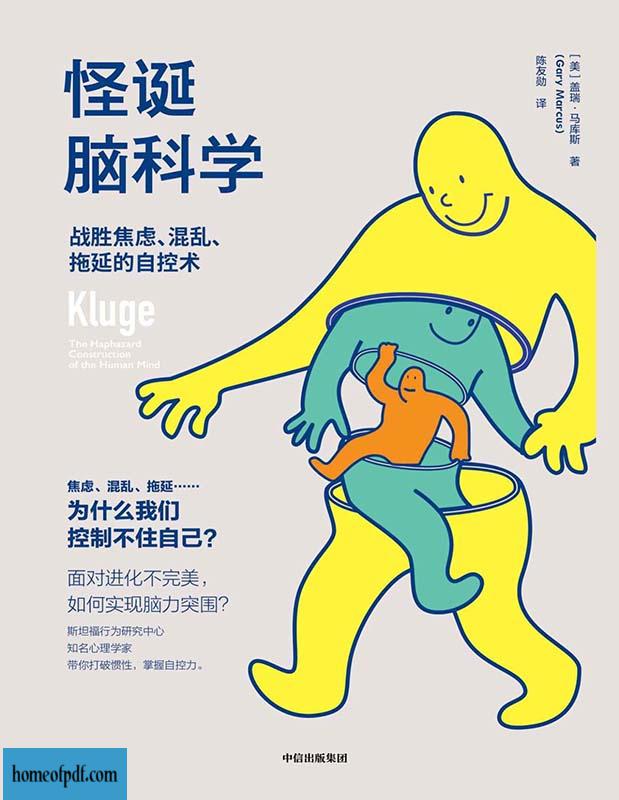 怪诞
脑科学
战胜焦虑、混乱、
拖延的自控术
Kluge
The Haphazard
Construction
of the Human Mind
[美]盖瑞·马库斯 著
(Gary Marcus)
陈友勋 译
焦虑、混乱、拖延……
为什么我们
控制不住自己?
面对进化不完美，
如何实现脑力突围?
斯坦福行为研究中心
知名心理学家
带你打破惯性，掌握自控力。
中信出版集团
homeofpdf.com